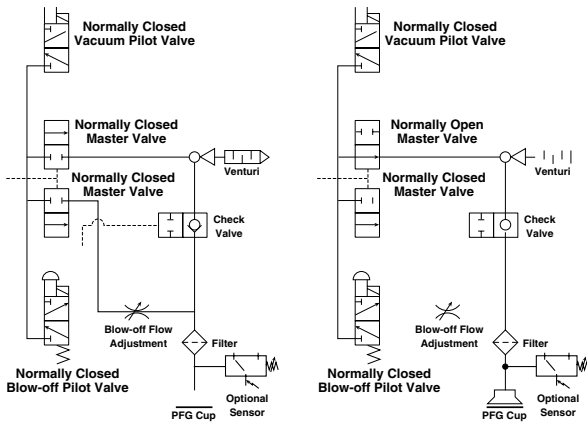 Normally Closed
Vacuum Pilot Valve
Normally Closed
Master Valve
Venturi
Normally Closed
Master Valve
Check
Valve
Blow-off Flow
Adjustment
Filter
Normally Closed
Blow-off Pilot Valve
PFG Cup
Optional
Sensor
Normally Closed
Vacuum Pilot Valve
Normally Open
Master Valve
Venturi
Normally Closed
Master Valve
Check
Valve
Blow-off Flow
Adjustment
Filter
Normally Closed
Blow-off Pilot Valve
PFG Cup
Optional
Sensor